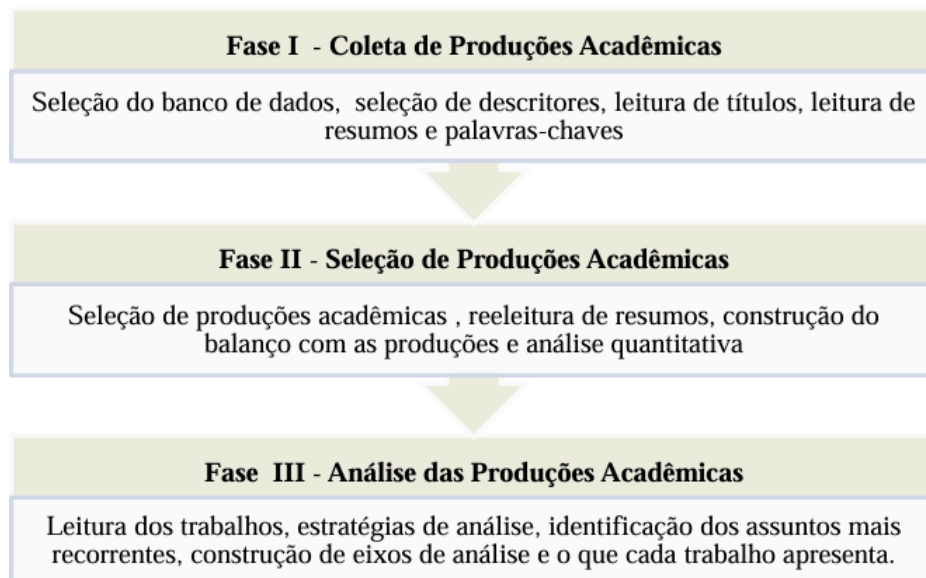 Fase I - Coleta de Produções Acadêmicas
Seleção do banco de dados, seleção de descritores, leitura de títulos, leitura de
resumos e palavras-chaves
Fase II - Seleção de Produções Acadêmicas
Seleção de produções acadêmicas , reeleitura de resumos, construção do
balanço com as produções e análise quantitativa
Fase III - Análise das Produções Acadêmicas
Leitura dos trabalhos, estratégias de análise, identificação dos assuntos mais
recorrentes, construção de eixos de análise e o que cada trabalho apresenta.